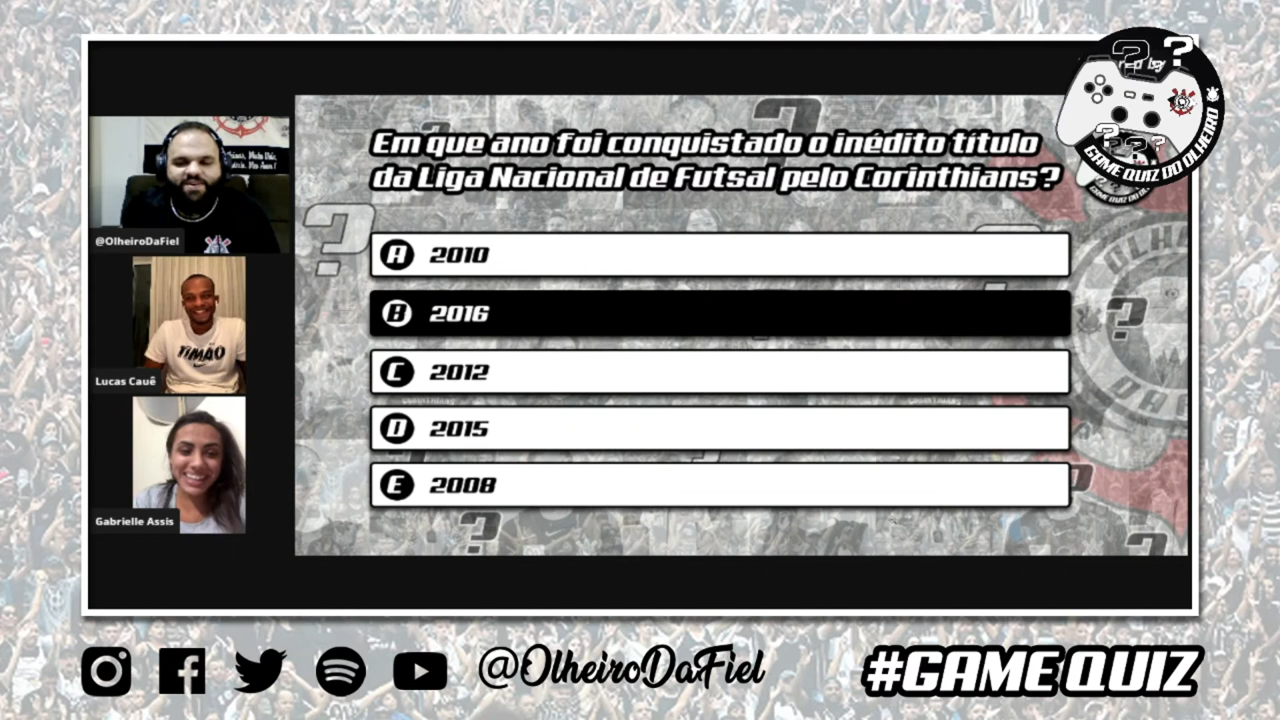 Em que ano foi conquistado o inédito título
da Liga Nacional de Futsal pelo Corinthians?
A 2010
B 2016
C 2012
D 2015
E 2008
@OlheiroDaFiel
Lucas Cauê
TIMÃO
Gabrielle Assis
GAME QUIZ DO OLHEIRO
@OlheiroDaFiel
#GAME QUIZ